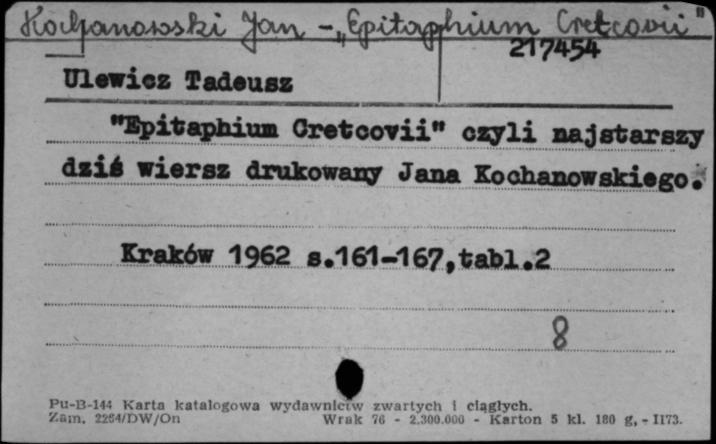 Kochanowski Jan - „Epitaphium Cretcovii"
217454
Ulewicz Tadeusz
"Epitaphium Cretcovii" czyli najstarszy
dziś wiersz drukowany Jana Kochanowskiego.
Kraków 1962 s.161-167,tabl.2
8
Pu-B-144 Karta katalogowa wydawnictw zwartych i ciągłych.
Zam. 2264/DW/On Wrak 76 - 2.300.000 - Karton 5 kl. 180 g, - II73.